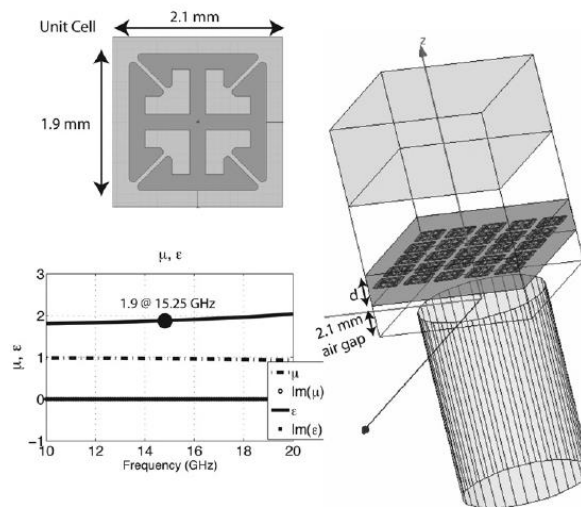 Unit Cell
2.1 mm
1.9 mm
z
d
2.1 mm
air gap
μ, ε
3
2
1
0
-1
1.9 @ 15.25 GHz
μ, ε
10 12 14 16 18 20
Frequency (GHz)
μ
Im(μ)
ε
Im(ε)